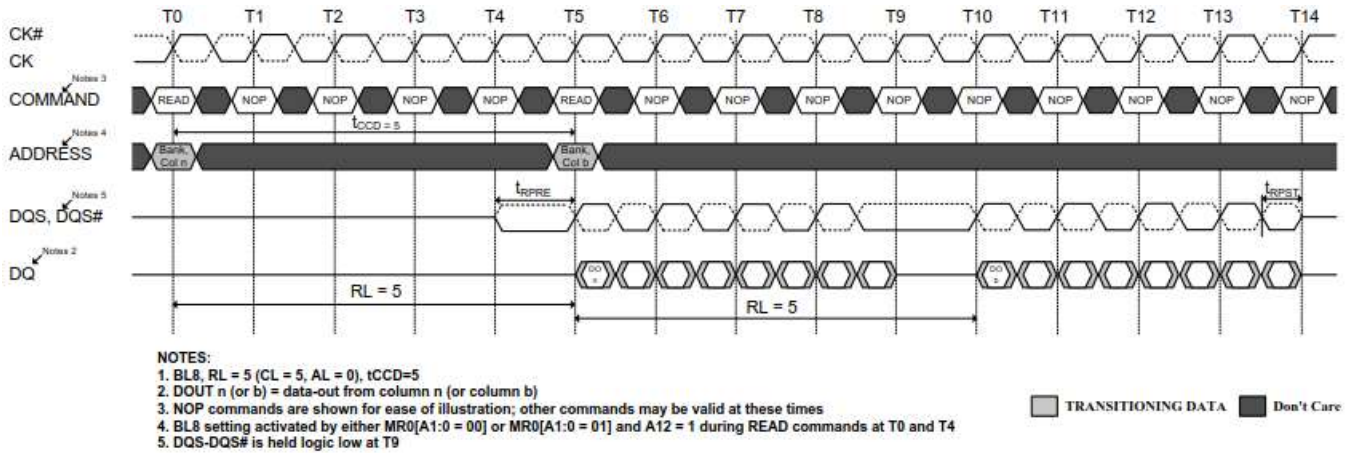 T0 T1 T2 T3 T4 T5 T6 T7 T8 T9 T10 T11 T12 T13 T14
CK#
CK
Notes 3
COMMAND READ NOP NOP NOP NOP READ NOP NOP NOP NOP NOP NOP NOP NOP NOP
tCCD = 5
Notes 4
ADDRESS
Bank, Col n
Bank, Col b
tRPRE
tRPST
Notes 5
DQS, DQS#
Notes 2
DQ
DO n
DO b
RL = 5
RL = 5
NOTES:
1. BL8, RL = 5 (CL = 5, AL = 0), tCCD=5
2. DOUT n (or b) = data-out from column n (or column b)
3. NOP commands are shown for ease of illustration; other commands may be valid at these times
4. BL8 setting activated by either MR0[A1:0 = 00] or MR0[A1:0 = 01] and A12 = 1 during READ commands at T0 and T4
5. DQS-DQS# is held logic low at T9
TRANSITIONING DATA
Don't Care